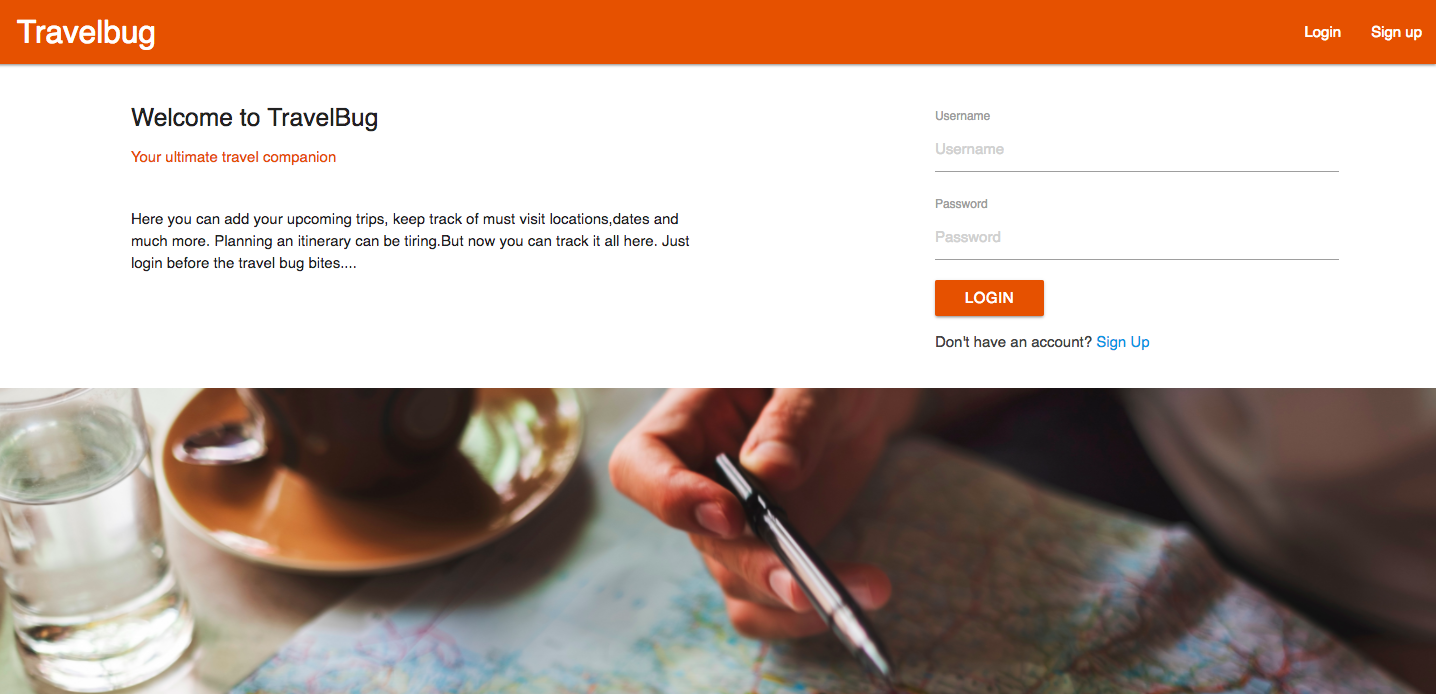 Travelbug
Login
Sign up
Welcome to TravelBug
Your ultimate travel companion
Here you can add your upcoming trips, keep track of must visit locations,dates and
much more. Planning an itinerary can be tiring.But now you can track it all here. Just
login before the travel bug bites....
Username
Username
Password
Password
LOGIN
Don't have an account? Sign Up